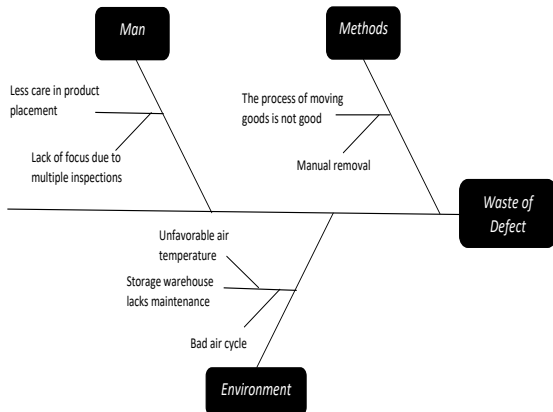 Man
Methods
Less care in product
placement
The process of moving
goods is not good
Lack of focus due to
multiple inspections
Manual removal
Waste of
Defect
Unfavorable air
temperature
Storage warehouse
lacks maintenance
Bad air cycle
Environment